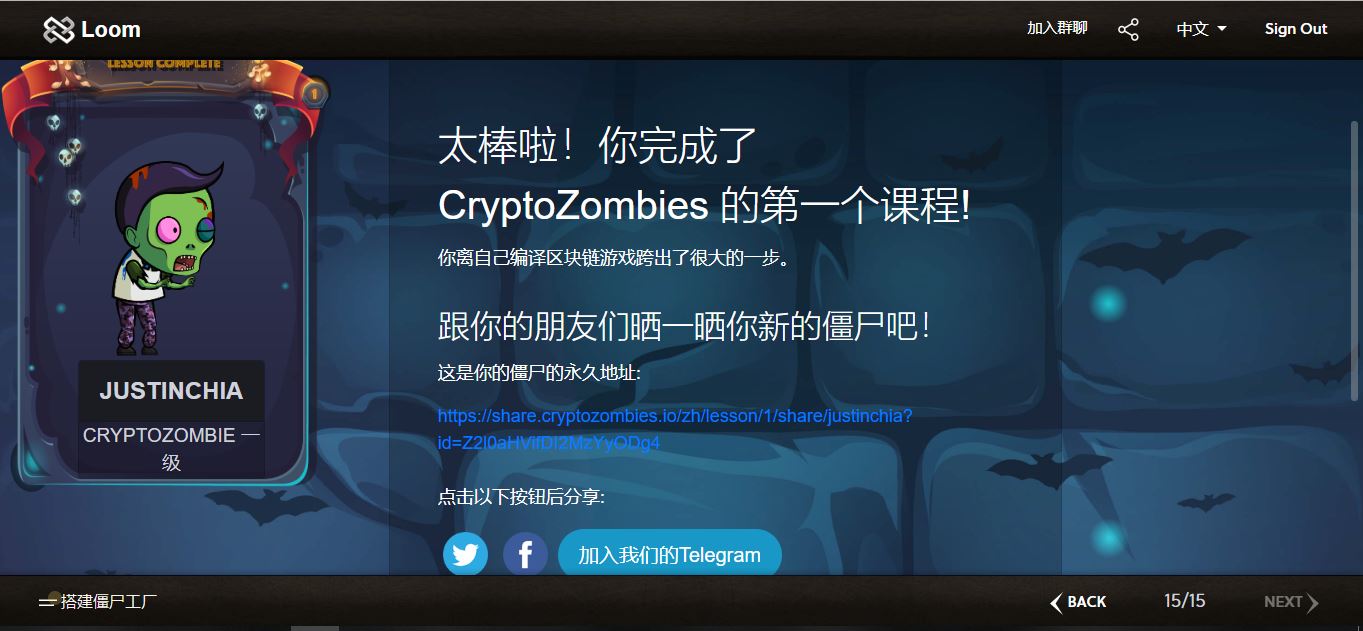 Loom
加入群聊
中文
Sign Out
LESSON COMPLETE
1
太棒啦！你完成了
CryptoZombies 的第一个课程!
你离自己编译区块链游戏跨出了很大的一步。
跟你的朋友们晒一晒你新的僵尸吧！
这是你的僵尸的永久地址:
JUSTINCHIA
CRYPTOZOMBIE 一
级
https://share.cryptozombies.io/zh/lesson/1/share/justinchia?
id=Z2l0aHVifDI2MzYyODg4
点击以下按钮后分享:
加入我们的Telegram
搭建僵尸工厂
BACK
15/15
NEXT